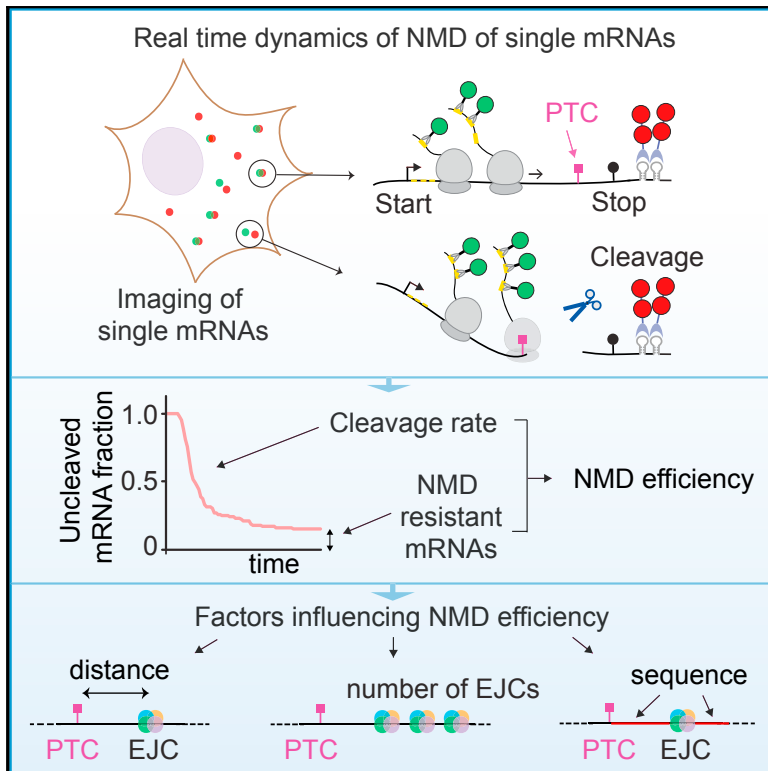 Real time dynamics of NMD of single mRNAs
PTC
Start
Stop
Cleavage
Imaging of
single mRNAs
Uncleaved
mRNA fraction
1.0
0.5
0
time
Cleavage rate
NMD
resistant
mRNAs
NMD efficiency
Factors influencing NMD efficiency
distance
PTC
EJC
number of EJCs
PTC
sequence
PTC
EJC